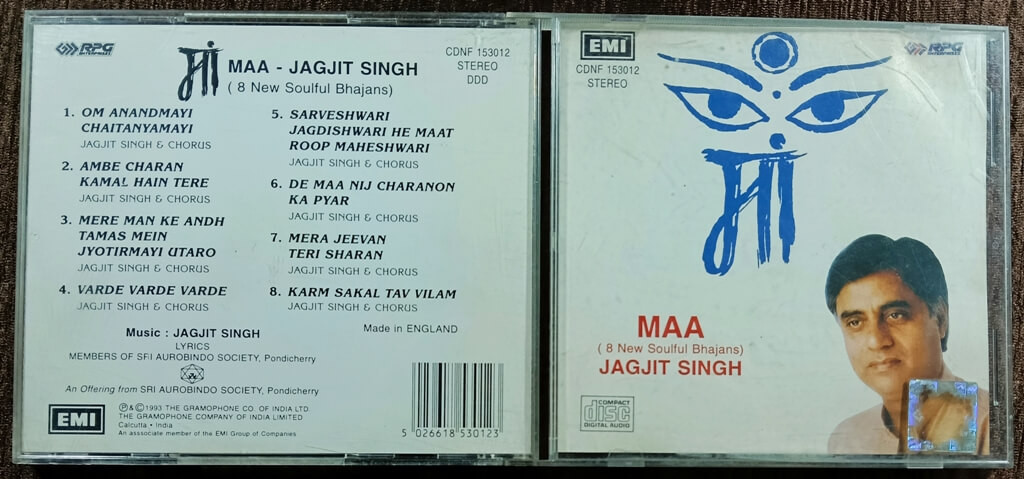 RPG
ENTERPRISES
माँ
MAA - JAGJIT SINGH
( 8 New Soulful Bhajans)
CDNF 153012
STEREO
DDD
1. OM ANANDMAYI
CHAITANYAMAYI
JAGJIT SINGH & CHORUS
2. AMBE CHARAN
KAMAL HAIN TERE
JAGJIT SINGH & CHORUS
3. MERE MAN KE ANDH
TAMAS MEIN
JYOTIRMAYI UTARO
JAGJIT SINGH & CHORUS
4. VARDE VARDE VARDE
JAGJIT SINGH & CHORUS
5. SARVESHWARI
JAGDISHWARI HE MAAT
ROOP MAHESHWARI
JAGJIT SINGH & CHORUS
6. DE MAA NIJ CHARANON
KA PYAR
JAGJIT SINGH & CHORUS
7. MERA JEEVAN
TERI SHARAN
JAGJIT SINGH & CHORUS
8. KARM SAKAL TAV VILAM
JAGJIT SINGH & CHORUS
Music : JAGJIT SINGH
LYRICS
MEMBERS OF SRI AUROBINDO SOCIETY, Pondicherry
Made in ENGLAND
An Offering from SRI AUROBINDO SOCIETY, Pondicherry
EMI
℗ & © 1993 THE GRAMOPHONE CO. OF INDIA LTD.
THE GRAMOPHONE COMPANY OF INDIA LIMITED
Calcutta • India
An associate member of the EMI Group of Companies
5 026618 530123
EMI
CDNF 153012
STEREO
RPG
माँ
MAA
( 8 New Soulful Bhajans)
JAGJIT SINGH
COMPACT
disc
DIGITAL AUDIO